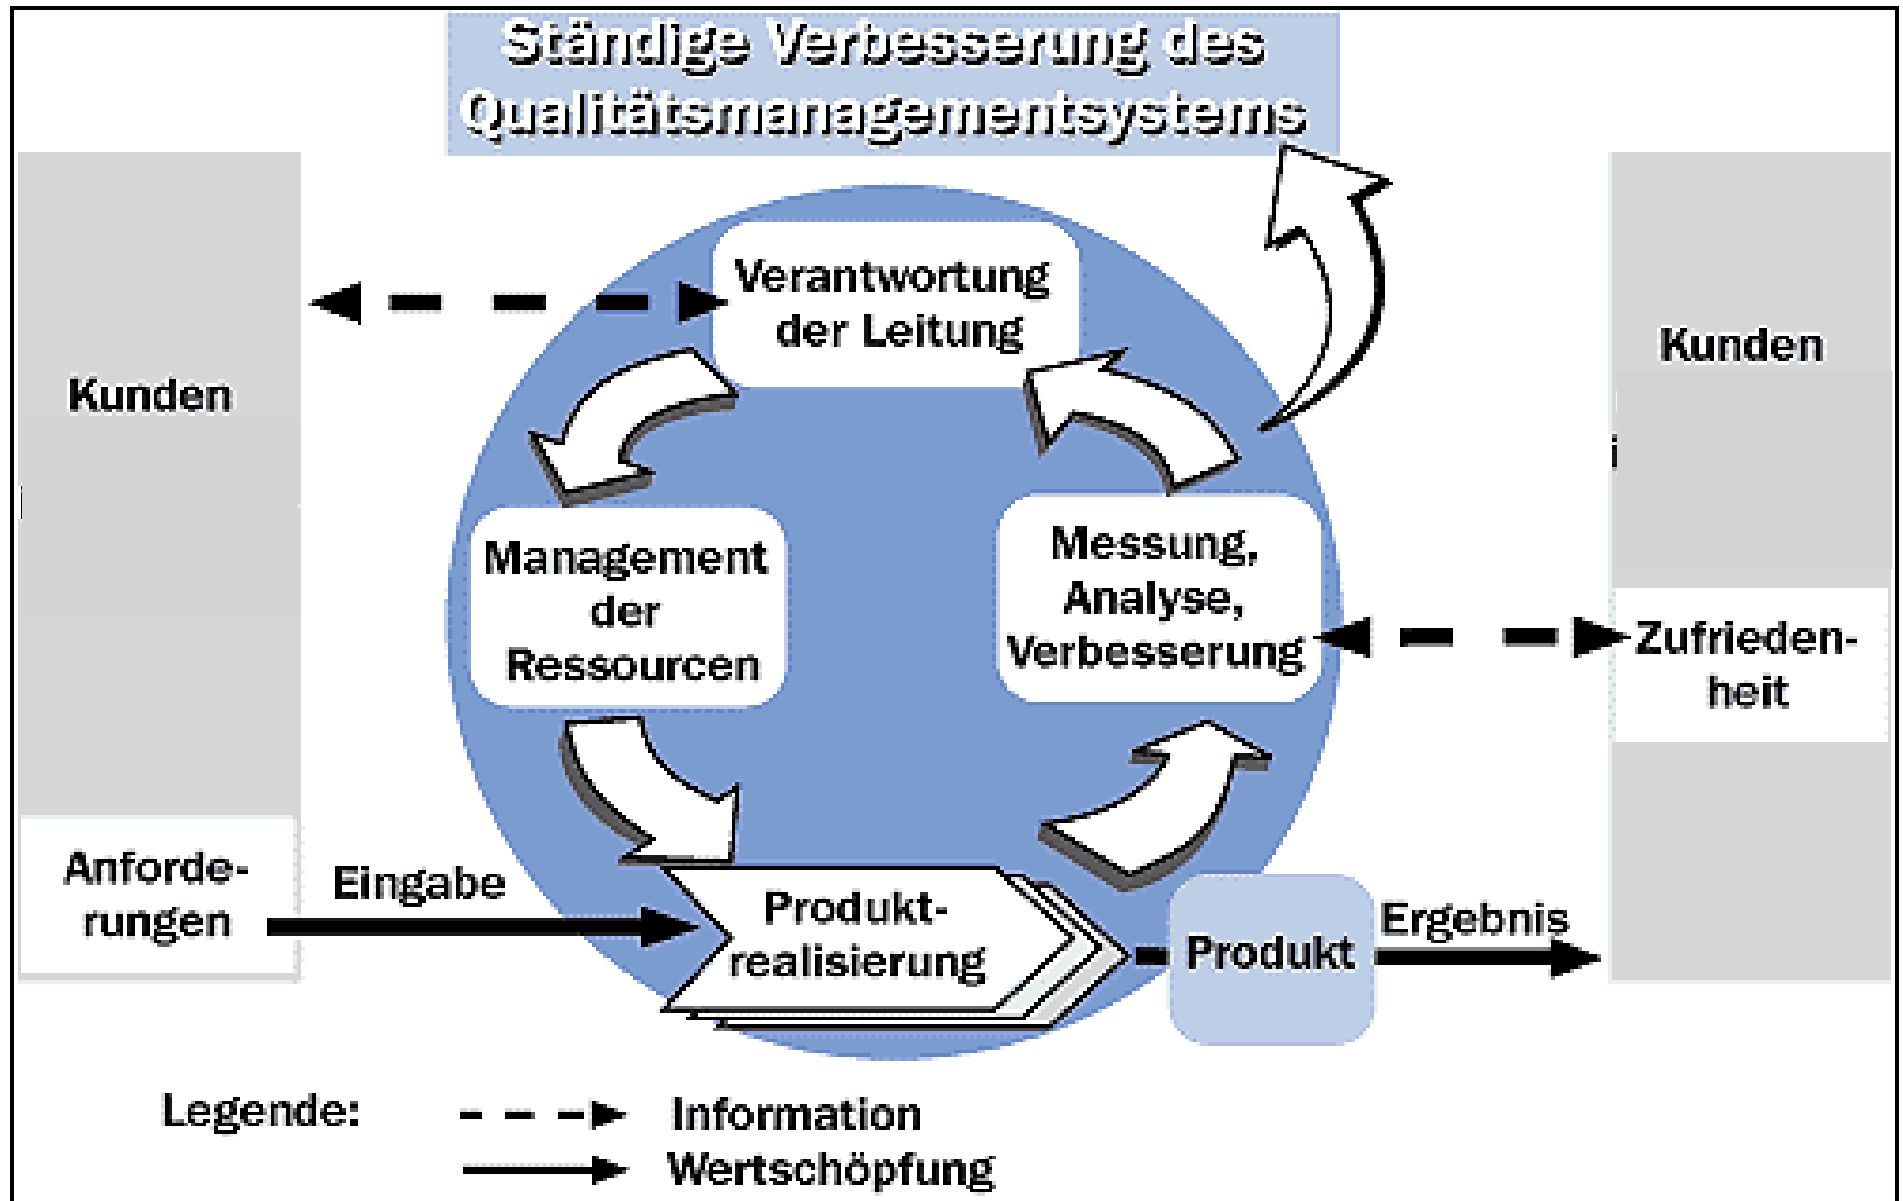 Ständige Verbesserung des
Qualitätsmanagementsystems
Verantwortung
der Leitung
Kunden
Kunden
Management
der
Ressourcen
Messung,
Analyse,
Verbesserung
Zufrieden-
heit
Anforde-
rungen
Eingabe
Produkt-
realisierung
Produkt
Ergebnis
Legende:
Information
Wertschöpfung